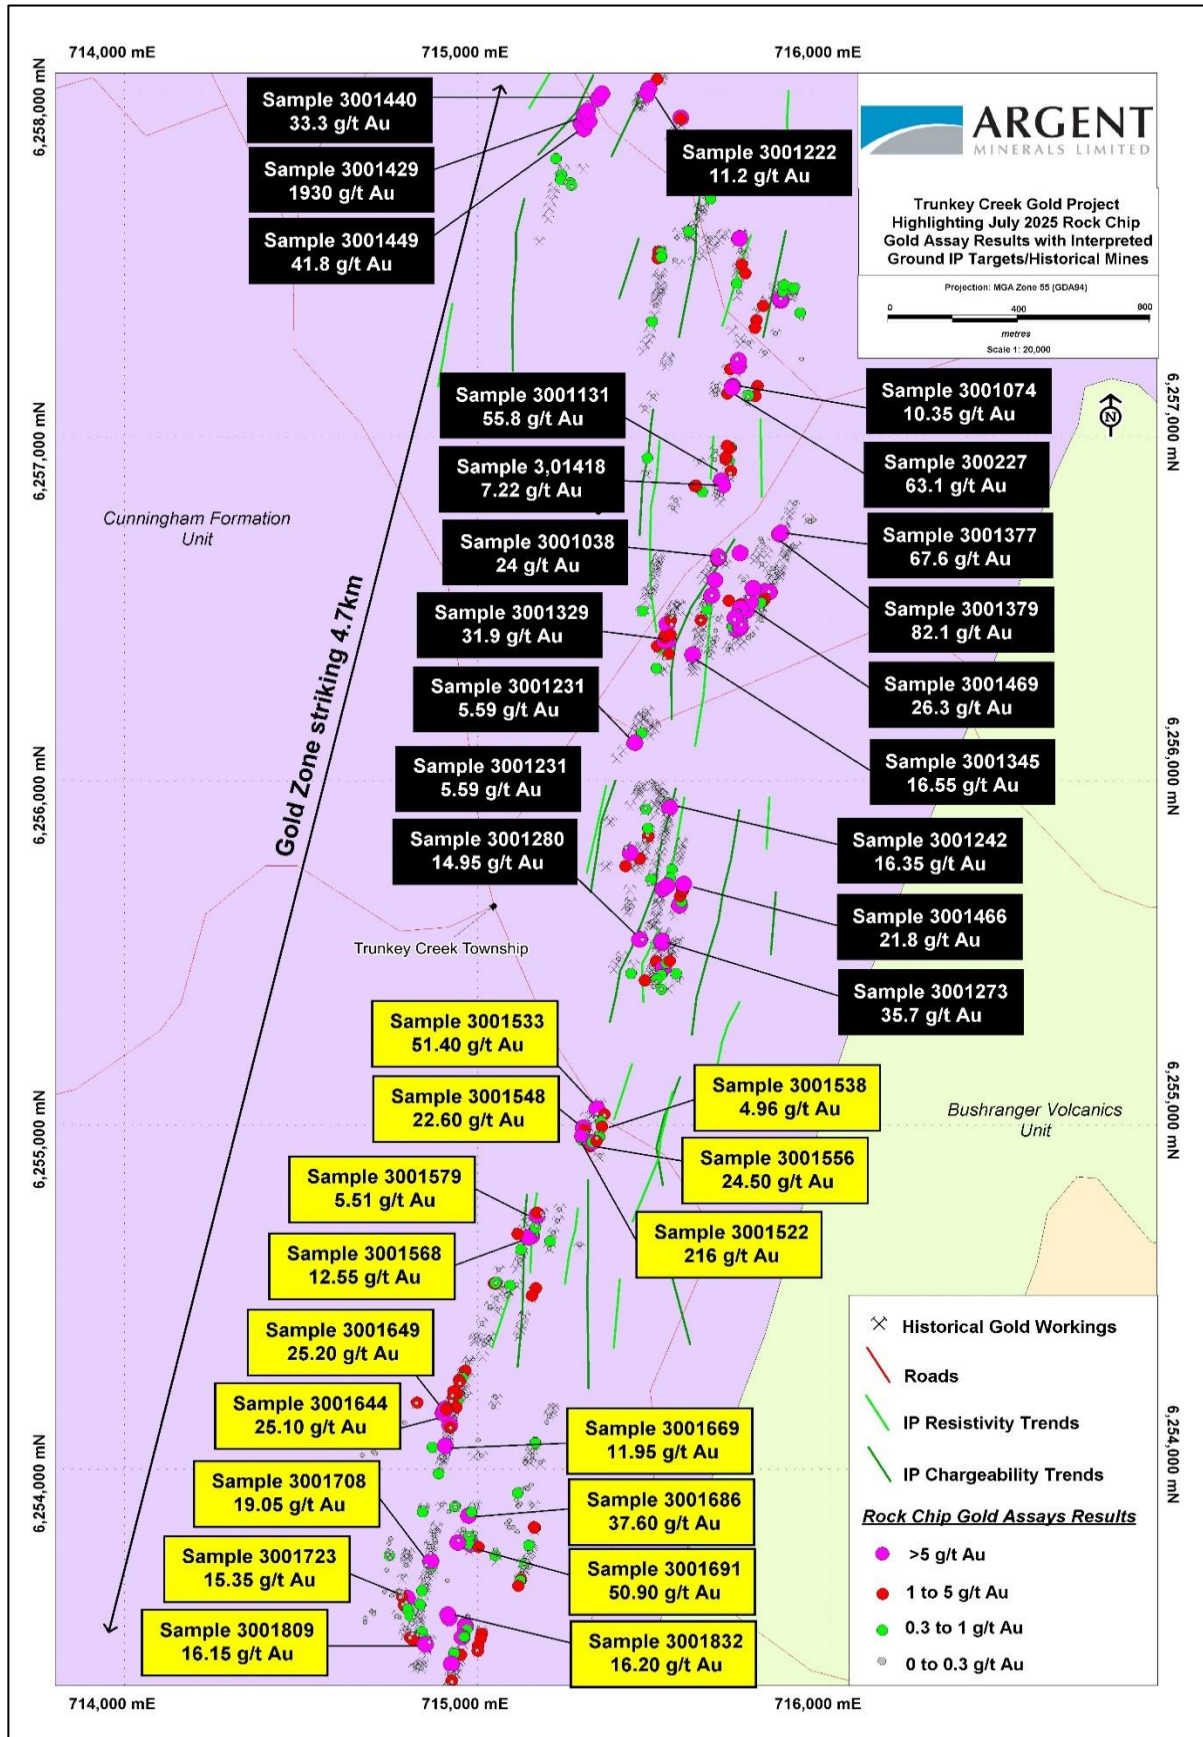 714,000 mE
715,000 mE
716,000 mE
6,258,000 mN
Sample 3001440
33.3 g/t Au
Sample 3001429
1930 g/t Au
Sample 3001449
41.8 g/t Au
Sample 3001222
11.2 g/t Au
ARGENT
MINERALS LIMITED
Trunkey Creek Gold Project
Highlighting July 2025 Rock Chip
Gold Assay Results with Interpreted
Ground IP Targets/Historical Mines
Projection: MGA Zone 55 (GDA94)
0 400 800
metres
Scale 1: 20,000
Sample 3001131
55.8 g/t Au
Sample 3,01418
7.22 g/t Au
Sample 3001038
24 g/t Au
Sample 3001329
31.9 g/t Au
Sample 3001231
5.59 g/t Au
Sample 3001231
5.59 g/t Au
Sample 3001280
14.95 g/t Au
Sample 3001074
10.35 g/t Au
Sample 300227
63.1 g/t Au
Sample 3001377
67.6 g/t Au
Sample 3001379
82.1 g/t Au
Sample 3001469
26.3 g/t Au
Sample 3001345
16.55 g/t Au
Sample 3001242
16.35 g/t Au
Sample 3001466
21.8 g/t Au
Sample 3001273
35.7 g/t Au
N
6,257,000 mN
6,257,000 mN
Cunningham Formation
Unit
Gold Zone striking 4.7km
6,256,000 mN
6,256,000 mN
Trunkey Creek Township
Sample 3001533
51.40 g/t Au
Sample 3001548
22.60 g/t Au
Sample 3001538
4.96 g/t Au
Sample 3001556
24.50 g/t Au
Sample 3001579
5.51 g/t Au
Sample 3001522
216 g/t Au
Sample 3001568
12.55 g/t Au
6,255,000 mN
6,255,000 mN
Bushranger Volcanics
Unit
Sample 3001649
25.20 g/t Au
Sample 3001644
25.10 g/t Au
Sample 3001669
11.95 g/t Au
Sample 3001708
19.05 g/t Au
Sample 3001686
37.60 g/t Au
Sample 3001723
15.35 g/t Au
Sample 3001691
50.90 g/t Au
Sample 3001809
16.15 g/t Au
Sample 3001832
16.20 g/t Au
6,254,000 mN
6,254,000 mN
Historical Gold Workings
Roads
IP Resistivity Trends
IP Chargeability Trends
Rock Chip Gold Assays Results
>5 g/t Au
1 to 5 g/t Au
0.3 to 1 g/t Au
0 to 0.3 g/t Au
714,000 mE
715,000 mE
716,000 mE